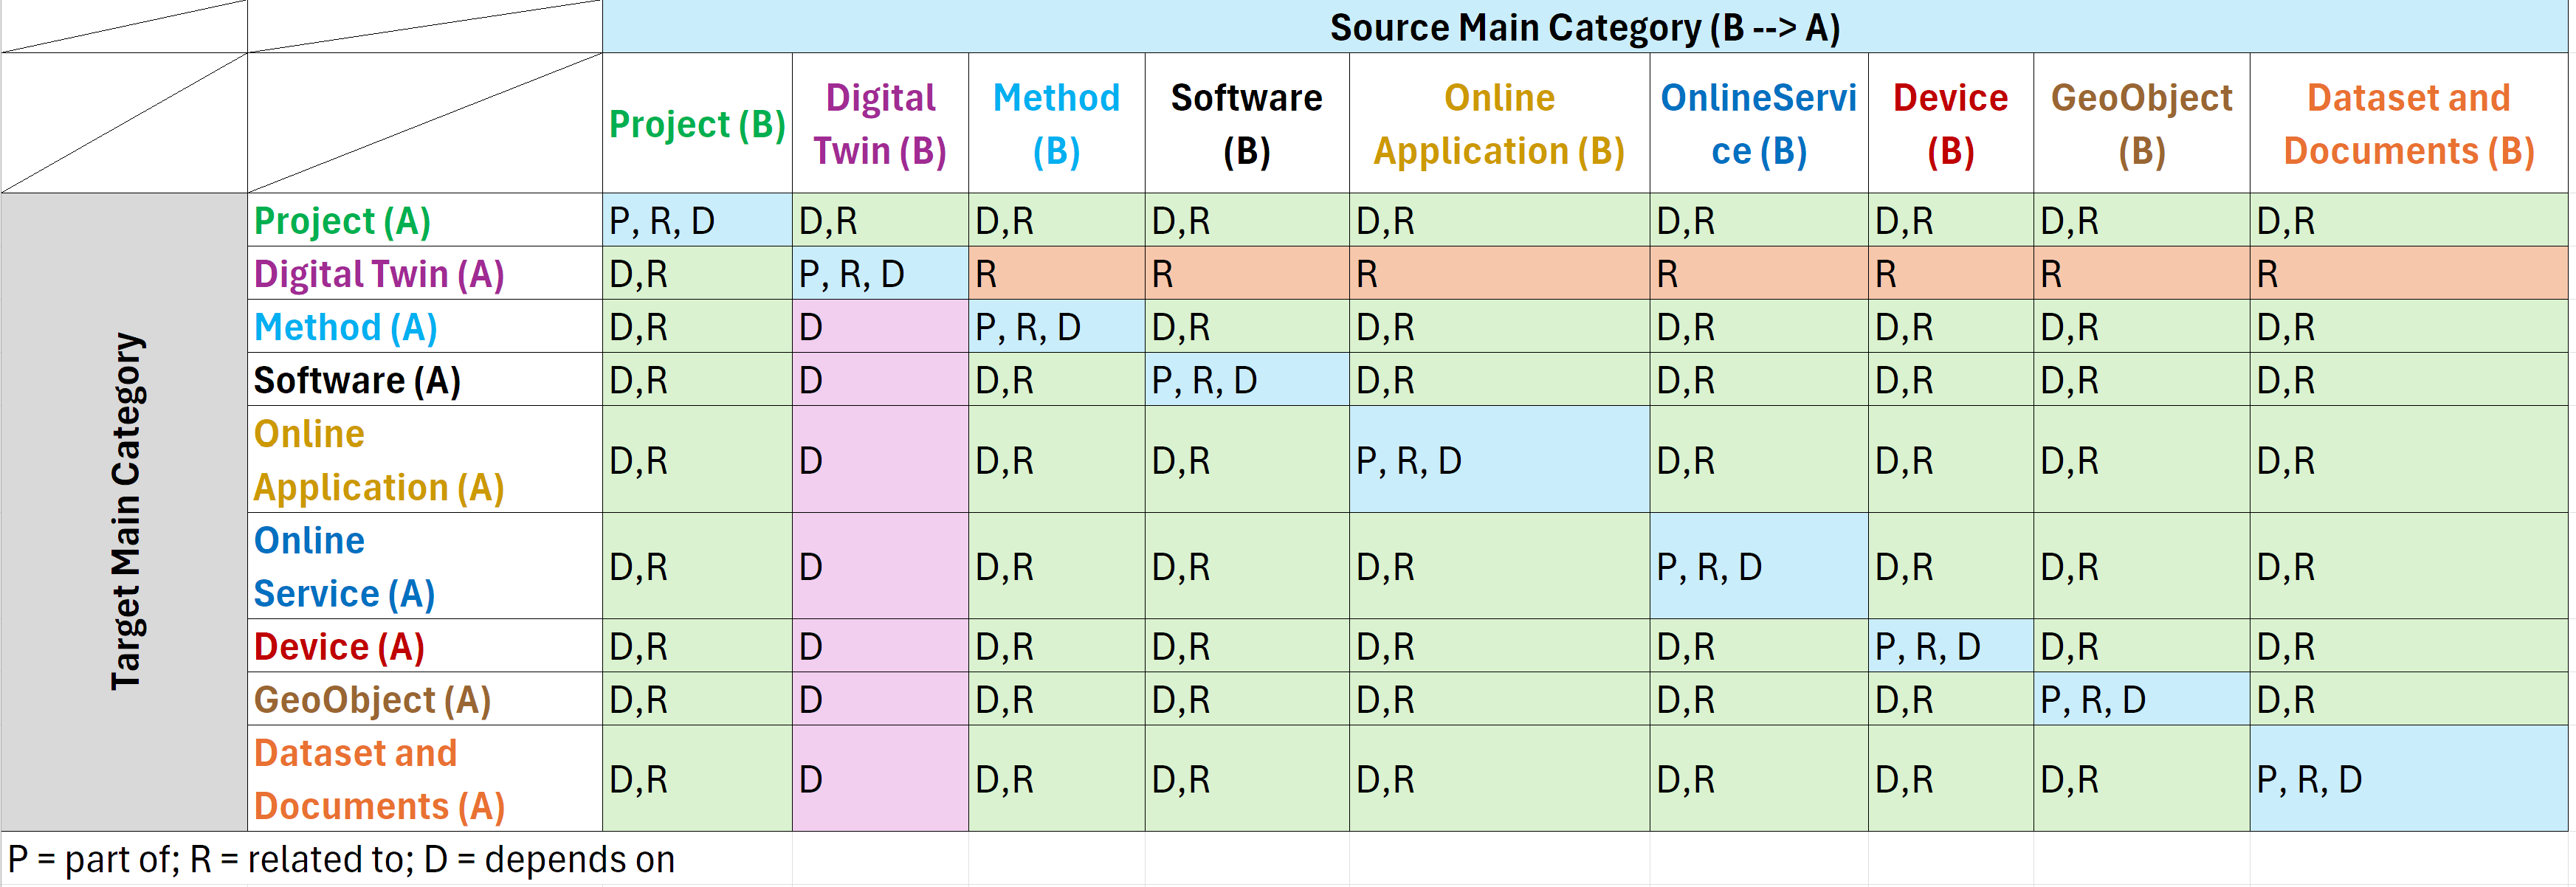 Source Main Category (B --> A)
Project (B)
Digital
Twin (B)
Method
(B)
Software
(B)
Online
Application (B)
OnlineServi
ce (B)
Device
(B)
GeoObject
(B)
Dataset and
Documents (B)
Target Main Category
Project (A)
P, R, D
D,R
D,R
D,R
D,R
D,R
D,R
D,R
D,R
Digital Twin (A)
D,R
P, R, D
R
R
R
R
R
R
R
Method (A)
D,R
D
P, R, D
D,R
D,R
D,R
D,R
D,R
D,R
Software (A)
D,R
D
D,R
P, R, D
D,R
D,R
D,R
D,R
D,R
Online
Application (A)
D,R
D
D,R
D,R
P, R, D
D,R
D,R
D,R
D,R
Online
Service (A)
D,R
D
D,R
D,R
D,R
P, R, D
D,R
D,R
D,R
Device (A)
D,R
D
D,R
D,R
D,R
D,R
P, R, D
D,R
D,R
GeoObject (A)
D,R
D
D,R
D,R
D,R
D,R
D,R
P, R, D
D,R
Dataset and
Documents (A)
D,R
D
D,R
D,R
D,R
D,R
D,R
D,R
P, R, D
P = part of; R = related to; D = depends on